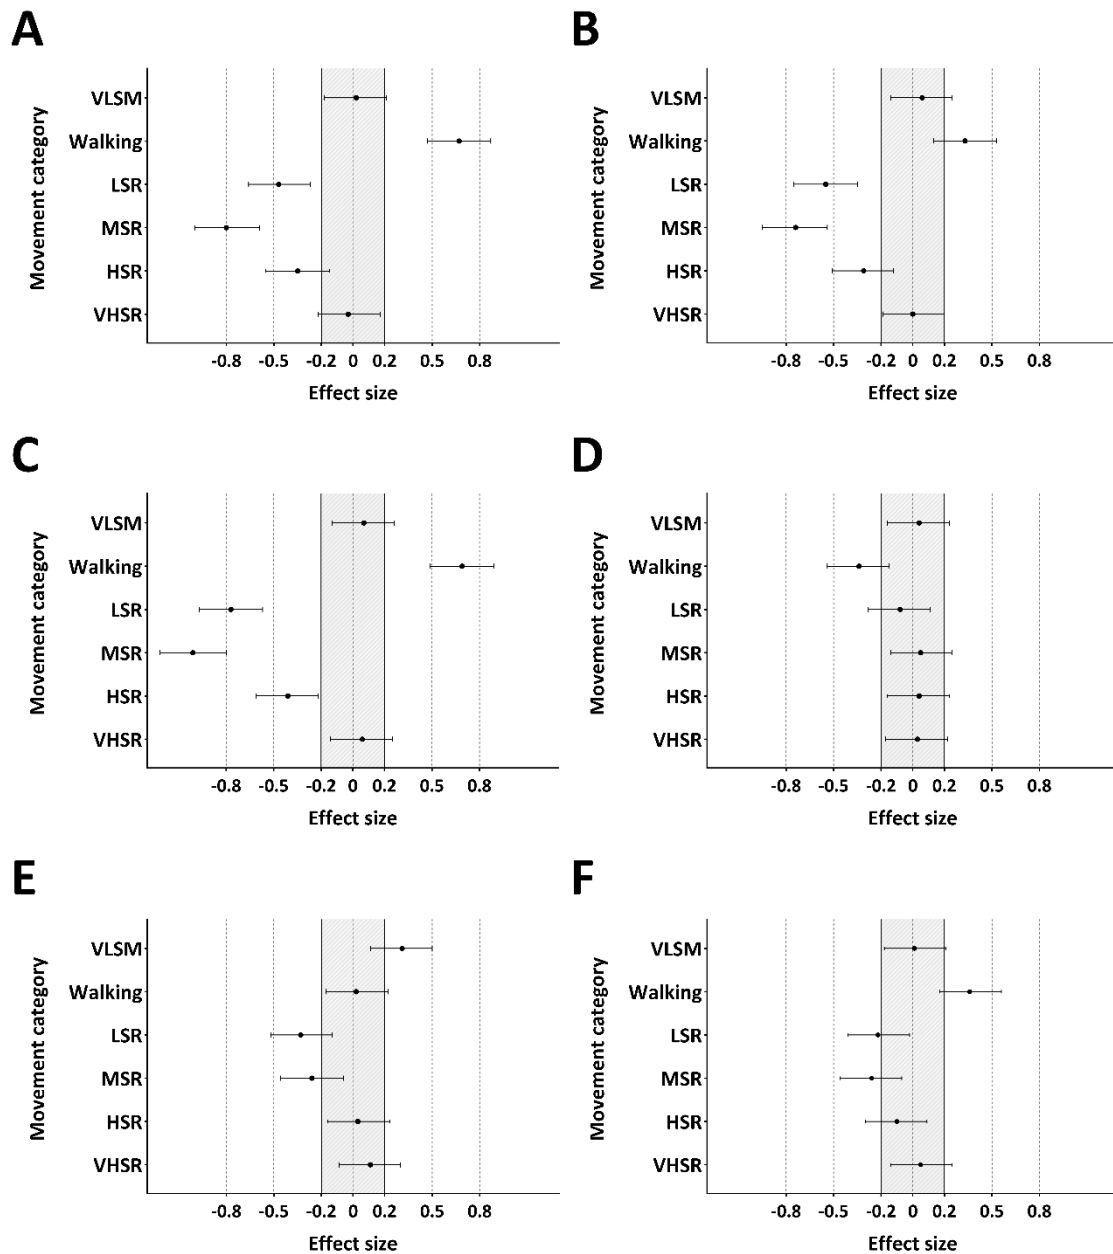 A
Movement category
VLSM
Walking
LSR
MSR
HSR
VHSR
-0.8 -0.5 -0.2 0 0.2 0.5 0.8
Effect size
B
Movement category
VLSM
Walking
LSR
MSR
HSR
VHSR
-0.8 -0.5 -0.2 0 0.2 0.5 0.8
Effect size
C
Movement category
VLSM
Walking
LSR
MSR
HSR
VHSR
-0.8 -0.5 -0.2 0 0.2 0.5 0.8
Effect size
D
Movement category
VLSM
Walking
LSR
MSR
HSR
VHSR
-0.8 -0.5 -0.2 0 0.2 0.5 0.8
Effect size
E
Movement category
VLSM
Walking
LSR
MSR
HSR
VHSR
-0.8 -0.5 -0.2 0 0.2 0.5 0.8
Effect size
F
Movement category
VLSM
Walking
LSR
MSR
HSR
VHSR
-0.8 -0.5 -0.2 0 0.2 0.5 0.8
Effect size